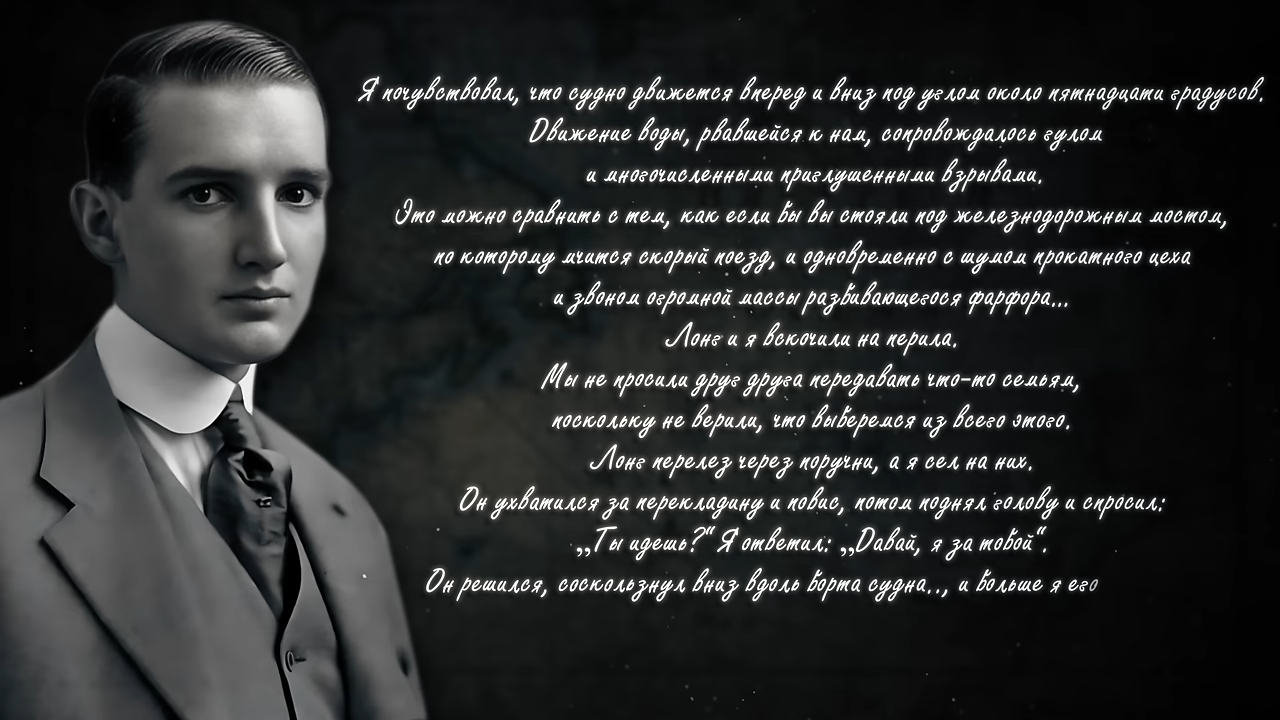 Я почувствовал, что судно движется вперед и вниз под углом около пятнадцати градусов.
Движение воды, рвавшейся к нам, сопровождалось гулом
и многочисленными приглушенными взрывами.
Это можно сравнить с тем, как если бы вы стояли под железнодорожным мостом,
по которому мчится скорый поезд, и одновременно с шумом прокатного цеха
и звоном огромной массы разбивающегося фарфора...
Лонг и я вскочили на перила.
Мы не просили друг друга передавать что-то семьям,
поскольку не верили, что выберемся из всего этого.
Лонг перелез через поручни, а я сел на них.
Он ухватился за перекладину и повис, потом поднял голову и спросил:
„Ты идешь?“ Я ответил: „Давай, я за тобой“.
Он решился, соскользнул вниз вдоль борта судна.., и больше я его